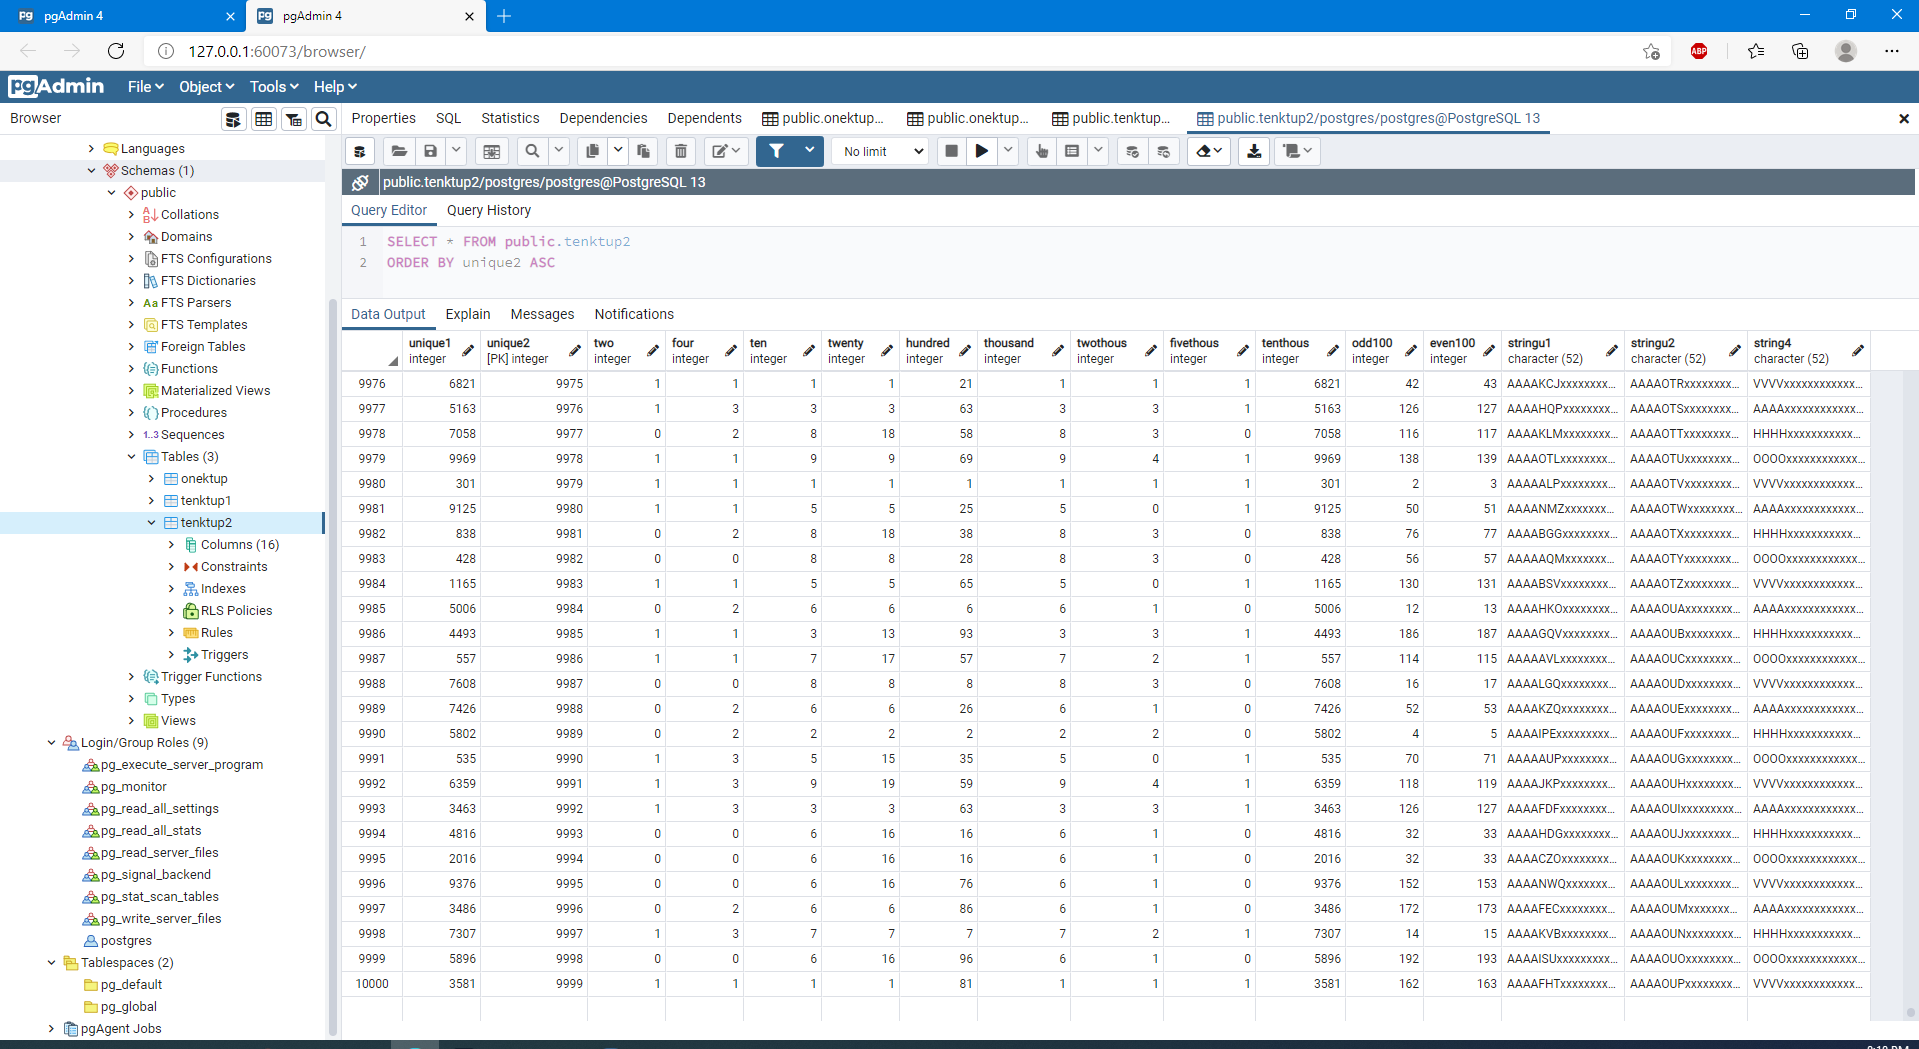 pgAdmin 4
pgAdmin 4
127.0.0.1:60073/browser/
ABP
pgAdmin File Object Tools Help
Browser
Properties SQL Statistics Dependencies Dependents public.onektup... public.onektup... public.tenktup... public.tenktup2/postgres/postgres@PostgreSQL 13
No limit
public.tenktup2/postgres/postgres@PostgreSQL 13
Query Editor Query History
1 SELECT * FROM public.tenktup2
2 ORDER BY unique2 ASC
Data Output Explain Messages Notifications
Languages
Schemas (1)
public
Collations
Domains
FTS Configurations
FTS Dictionaries
Aa FTS Parsers
FTS Templates
Foreign Tables
Functions
Materialized Views
Procedures
1..3 Sequences
Tables (3)
onektup
tenktup1
tenktup2
Columns (16)
Constraints
Indexes
RLS Policies
Rules
Triggers
Trigger Functions
Types
Views
Login/Group Roles (9)
pg_execute_server_program
pg_monitor
pg_read_all_settings
pg_read_all_stats
pg_read_server_files
pg_signal_backend
pg_stat_scan_tables
pg_write_server_files
postgres
Tablespaces (2)
pg_default
pg_global
pgAgent Jobs
unique1 unique2 two four ten twenty hundred thousand twothous fivethous tenthous odd100 even100 stringu1 stringu2 string4
integer [PK] integer integer integer integer integer integer integer integer integer integer integer integer character (52) character (52) character (52)
9976 6821 9975 1 1 1 1 21 1 1 1 6821 42 43 AAAAKCJxxxxxxxx... AAAAOTRxxxxxxxx... VVVVxxxxxxxxxxxx...
9977 5163 9976 1 3 3 3 63 3 3 1 5163 126 127 AAAAHQPxxxxxxxx... AAAAOTSxxxxxxxx... AAAAxxxxxxxxxxxx...
9978 7058 9977 0 2 8 18 58 8 3 0 7058 116 117 AAAAKLMxxxxxxxx... AAAAOTTxxxxxxxx... HHHHxxxxxxxxxxx...
9979 9969 9978 1 1 9 9 69 9 4 1 9969 138 139 AAAAOTLxxxxxxxx... AAAAOTUxxxxxxxx... OOOOxxxxxxxxxxxx...
9980 301 9979 1 1 1 1 1 1 1 1 301 2 3 AAAAALPxxxxxxxx... AAAAOTVxxxxxxxx... VVVVxxxxxxxxxxxx...
9981 9125 9980 1 1 5 5 25 5 0 1 9125 50 51 AAAANMZxxxxxxx... AAAAOTWxxxxxxxx... AAAAxxxxxxxxxxxx...
9982 838 9981 0 2 8 18 38 8 3 0 838 76 77 AAAABGGxxxxxxxx... AAAAOTXxxxxxxxx... HHHHxxxxxxxxxxx...
9983 428 9982 0 0 8 8 28 8 3 0 428 56 57 AAAAAQMxxxxxxx... AAAAOTYxxxxxxxx... OOOOxxxxxxxxxxxx...
9984 1165 9983 1 1 5 5 65 5 0 1 1165 130 131 AAAABSVxxxxxxxx... AAAAOTZxxxxxxxx... VVVVxxxxxxxxxxxx...
9985 5006 9984 0 2 6 6 6 6 1 0 5006 12 13 AAAAHKOxxxxxxxx... AAAAOUAxxxxxxxx... AAAAxxxxxxxxxxxx...
9986 4493 9985 1 1 3 13 93 3 3 1 4493 186 187 AAAAGQVxxxxxxxx... AAAAOUBxxxxxxxx... HHHHxxxxxxxxxxx...
9987 557 9986 1 1 7 17 57 7 2 1 557 114 115 AAAAAVLxxxxxxxx... AAAAOUCxxxxxxxx... OOOOxxxxxxxxxxxx...
9988 7608 9987 0 0 8 8 8 8 3 0 7608 16 17 AAAALGQxxxxxxxx... AAAAOUDxxxxxxxx... VVVVxxxxxxxxxxxx...
9989 7426 9988 0 2 6 6 26 6 1 0 7426 52 53 AAAAKZQxxxxxxxx... AAAAOUExxxxxxxx... AAAAxxxxxxxxxxxx...
9990 5802 9989 0 2 2 2 2 2 2 0 5802 4 5 AAAAIPExxxxxxxxx... AAAAOUFxxxxxxxx... HHHHxxxxxxxxxxx...
9991 535 9990 1 3 5 15 35 5 0 1 535 70 71 AAAAAUPxxxxxxxx... AAAAOUGxxxxxxxx... OOOOxxxxxxxxxxxx...
9992 6359 9991 1 3 9 19 59 9 4 1 6359 118 119 AAAAJKPxxxxxxxx... AAAAOUHxxxxxxxx... VVVVxxxxxxxxxxxx...
9993 3463 9992 1 3 3 3 63 3 3 1 3463 126 127 AAAAFDFxxxxxxxx... AAAAOUIxxxxxxxxx... AAAAxxxxxxxxxxxx...
9994 4816 9993 0 0 6 16 16 6 1 0 4816 32 33 AAAAHDGxxxxxxxx... AAAAOUJxxxxxxxx... HHHHxxxxxxxxxxx...
9995 2016 9994 0 0 6 16 16 6 1 0 2016 32 33 AAAACZOxxxxxxxx... AAAAOUKxxxxxxxx... OOOOxxxxxxxxxxxx...
9996 9376 9995 0 0 6 16 76 6 1 0 9376 152 153 AAAANWQxxxxxxx... AAAAOULxxxxxxxx... VVVVxxxxxxxxxxxx...
9997 3486 9996 0 2 6 6 86 6 1 0 3486 172 173 AAAAFECxxxxxxxx... AAAAOUMxxxxxxx... AAAAxxxxxxxxxxxx...
9998 7307 9997 1 3 7 7 7 7 2 1 7307 14 15 AAAAKVBxxxxxxxx... AAAAOUNxxxxxxxx... HHHHxxxxxxxxxxx...
9999 5896 9998 0 0 6 16 96 6 1 0 5896 192 193 AAAAISUxxxxxxxxx... AAAAOUOxxxxxxxx... OOOOxxxxxxxxxxxx...
10000 3581 9999 1 1 1 1 81 1 1 1 3581 162 163 AAAAFHTxxxxxxxx... AAAAOUPxxxxxxxx... VVVVxxxxxxxxxxxx...